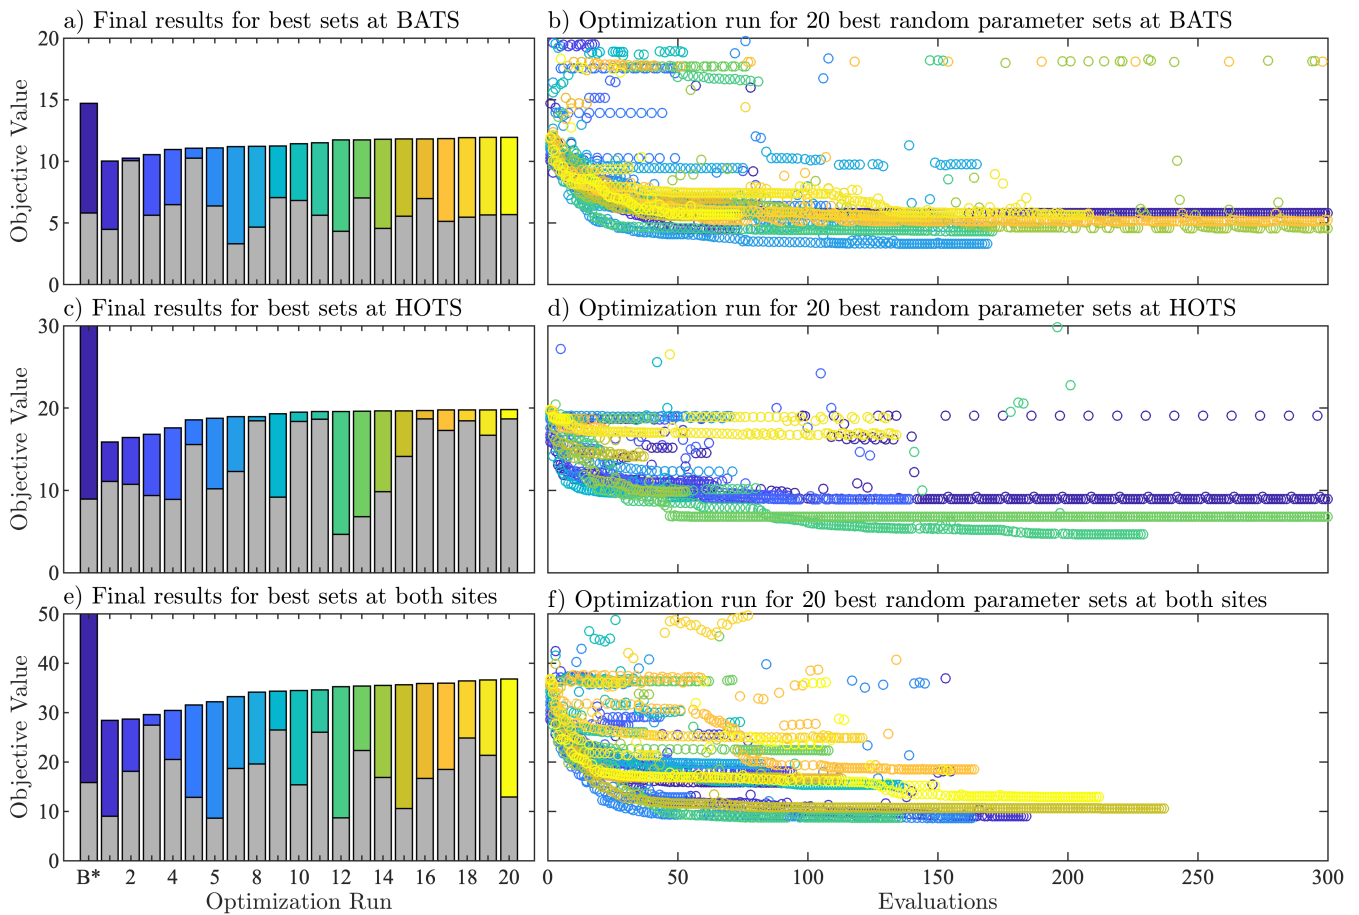 a) Final results for best sets at BATS
b) Optimization run for 20 best random parameter sets at BATS
20
15
10
5
0
Objective Value
c) Final results for best sets at HOTS
d) Optimization run for 20 best random parameter sets at HOTS
30
20
10
0
Objective Value
e) Final results for best sets at both sites
f) Optimization run for 20 best random parameter sets at both sites
50
40
30
20
10
0
Objective Value
B* 2 4 5 8 10 12 14 16 18 20
Optimization Run
0 50 100 150 200 250 300
Evaluations